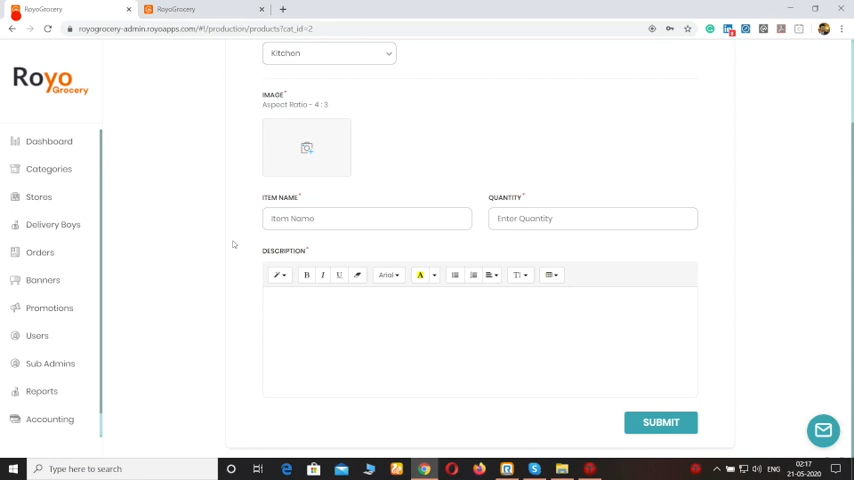 RoyoGrocery
RoyoGrocery
royogrocery-admin.royoapps.com/#!/production/products?cat_id=2
Royo
Grocery
Dashboard
Categories
Stores
Delivery Boys
Orders
Banners
Promotions
Users
Sub Admins
Reports
Accounting
Kitchen
IMAGE*
Aspect Ratio - 4 : 3
ITEM NAME*
QUANTITY*
Item Name
Enter Quantity
DESCRIPTION*
B I U Arial A T
SUBMIT
Type here to search
ENG
02:17
21-05-2020